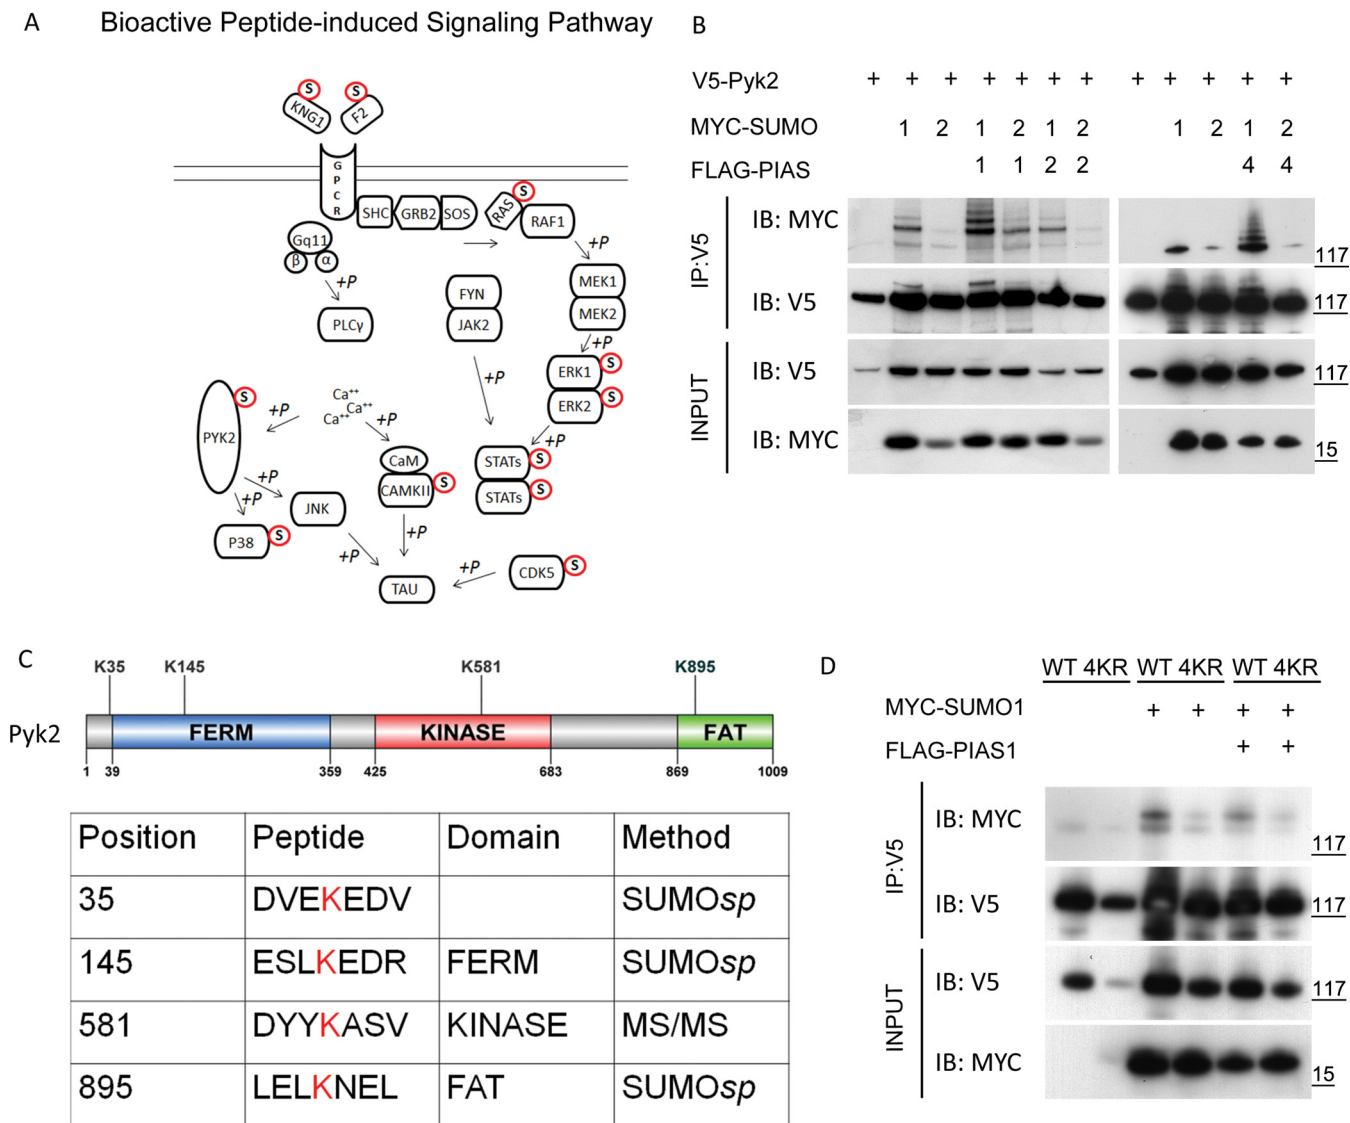 A
Bioactive Peptide-induced Signaling Pathway
S
S
KNG1
F2
G
P
C
R
SHC
GRB2
SOS
RAS
S
RAF1
Gq11
β
α
+P
PLCγ
FYN
JAK2
+P
+P
MEK1
MEK2
+P
ERK1
S
ERK2
S
+P
STATs
S
STATs
S
PYK2
S
+P
Ca++
Ca++
Ca++
+P
CaM
CAMKII
S
+P
+P
JNK
P38
S
+P
+P
TAU
+P
CDK5
S
B
V5-Pyk2 + + + + + + + + + + + +
MYC-SUMO 1 2 1 2 1 2 1 2 1 2
FLAG-PIAS 1 1 2 2 4 4
IP:V5
IB: MYC
117
IB: V5
117
INPUT
IB: V5
117
IB: MYC
15
C
K35 K145 K581 K895
Pyk2 FERM KINASE FAT
1 39 359 425 683 869 1009
Position Peptide Domain Method
35 DVEKEDV SUMOsp
145 ESLKEDR FERM SUMOsp
581 DYYKASV KINASE MS/MS
895 LELKNEL FAT SUMOsp
D
WT 4KR WT 4KR WT 4KR
MYC-SUMO1 + + + +
FLAG-PIAS1 + +
IP:V5
IB: MYC
117
IB: V5
117
INPUT
IB: V5
117
IB: MYC
15